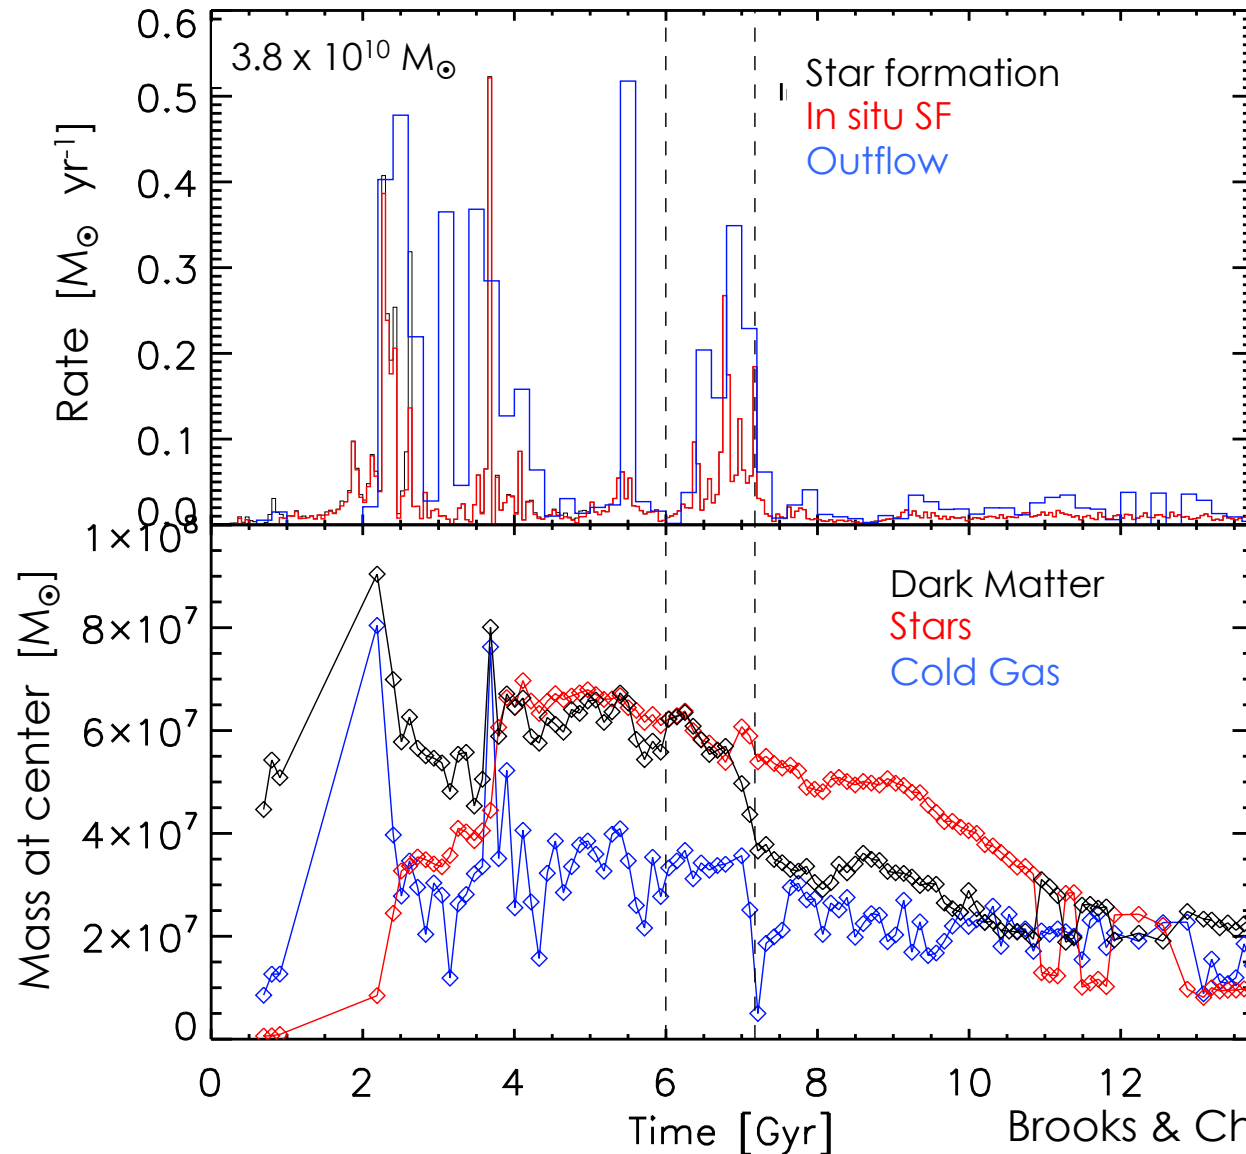 0.6
0.5
0.4
0.3
0.2
0.1
0.0
Rate [M☉ yr⁻¹]
3.8 x 10¹⁰ M☉
Star formation
In situ SF
Outflow
1×10⁸
8×10⁷
6×10⁷
4×10⁷
2×10⁷
0
Mass at center [M☉]
Dark Matter
Stars
Cold Gas
0 2 4 6 8 10 12
Time [Gyr]
Brooks & Ch